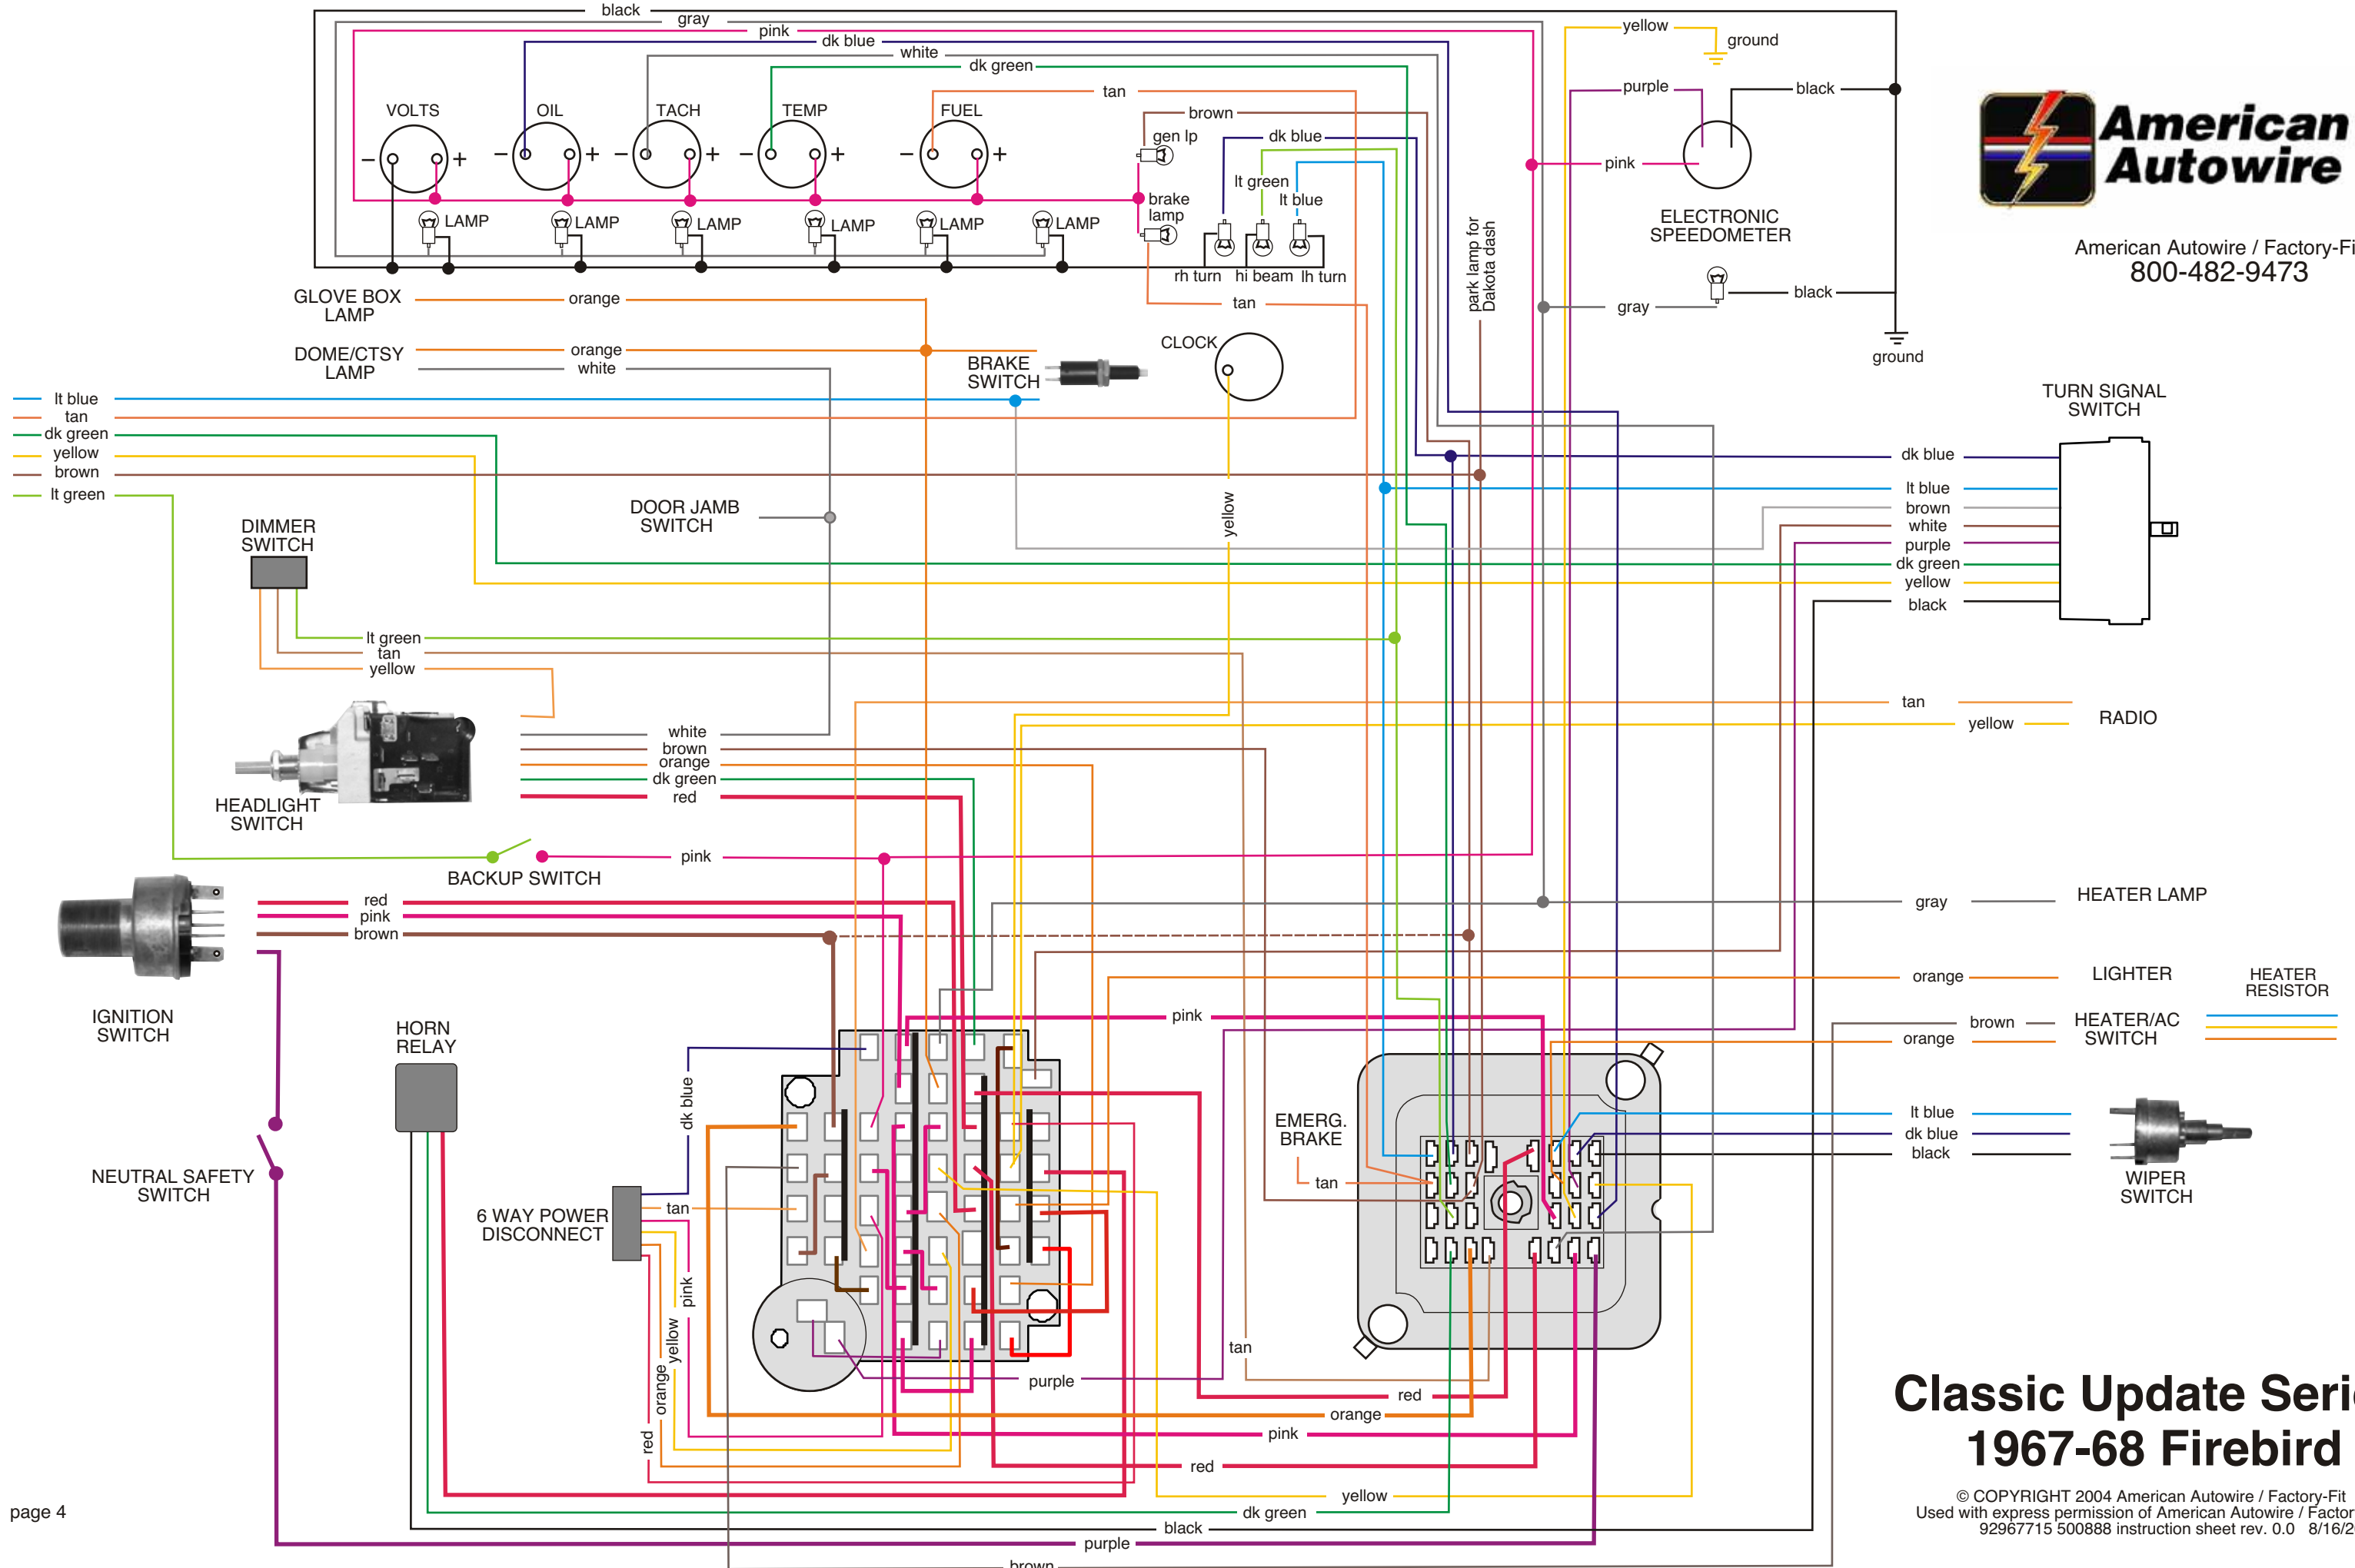 black
gray
pink
dk blue
white
dk green
tan
brown
gen lp
dk blue
lt green
lt blue
brake
lamp
VOLTS
OIL
TACH
TEMP
FUEL
- +
- +
- +
- +
- +
LAMP
LAMP
LAMP
LAMP
LAMP
LAMP
rh turn
hi beam
lh turn
tan
yellow
ground
purple
black
pink
ELECTRONIC
SPEEDOMETER
gray
black
ground
park lamp for
Dakota dash
American
Autowire
American Autowire / Factory-Fi
800-482-9473
GLOVE BOX
LAMP
orange
DOME/CTSY
LAMP
orange
white
BRAKE
SWITCH
CLOCK
yellow
lt blue
tan
dk green
yellow
brown
lt green
DOOR JAMB
SWITCH
DIMMER
SWITCH
lt green
tan
yellow
TURN SIGNAL
SWITCH
dk blue
lt blue
brown
white
purple
dk green
yellow
black
tan
yellow
RADIO
HEADLIGHT
SWITCH
white
brown
orange
dk green
red
BACKUP SWITCH
pink
IGNITION
SWITCH
red
pink
brown
gray
HEATER LAMP
orange
LIGHTER
HEATER
RESISTOR
brown
orange
HEATER/AC
SWITCH
lt blue
dk blue
black
WIPER
SWITCH
HORN
RELAY
NEUTRAL SAFETY
SWITCH
6 WAY POWER
DISCONNECT
dk blue
tan
pink
yellow
orange
red
pink
EMERG.
BRAKE
tan
tan
purple
red
orange
pink
red
yellow
dk green
black
purple
brown
Classic Update Serie
1967-68 Firebird
© COPYRIGHT 2004 American Autowire / Factory-Fit
Used with express permission of American Autowire / Factor
92967715 500888 instruction sheet rev. 0.0 8/16/20
page 4